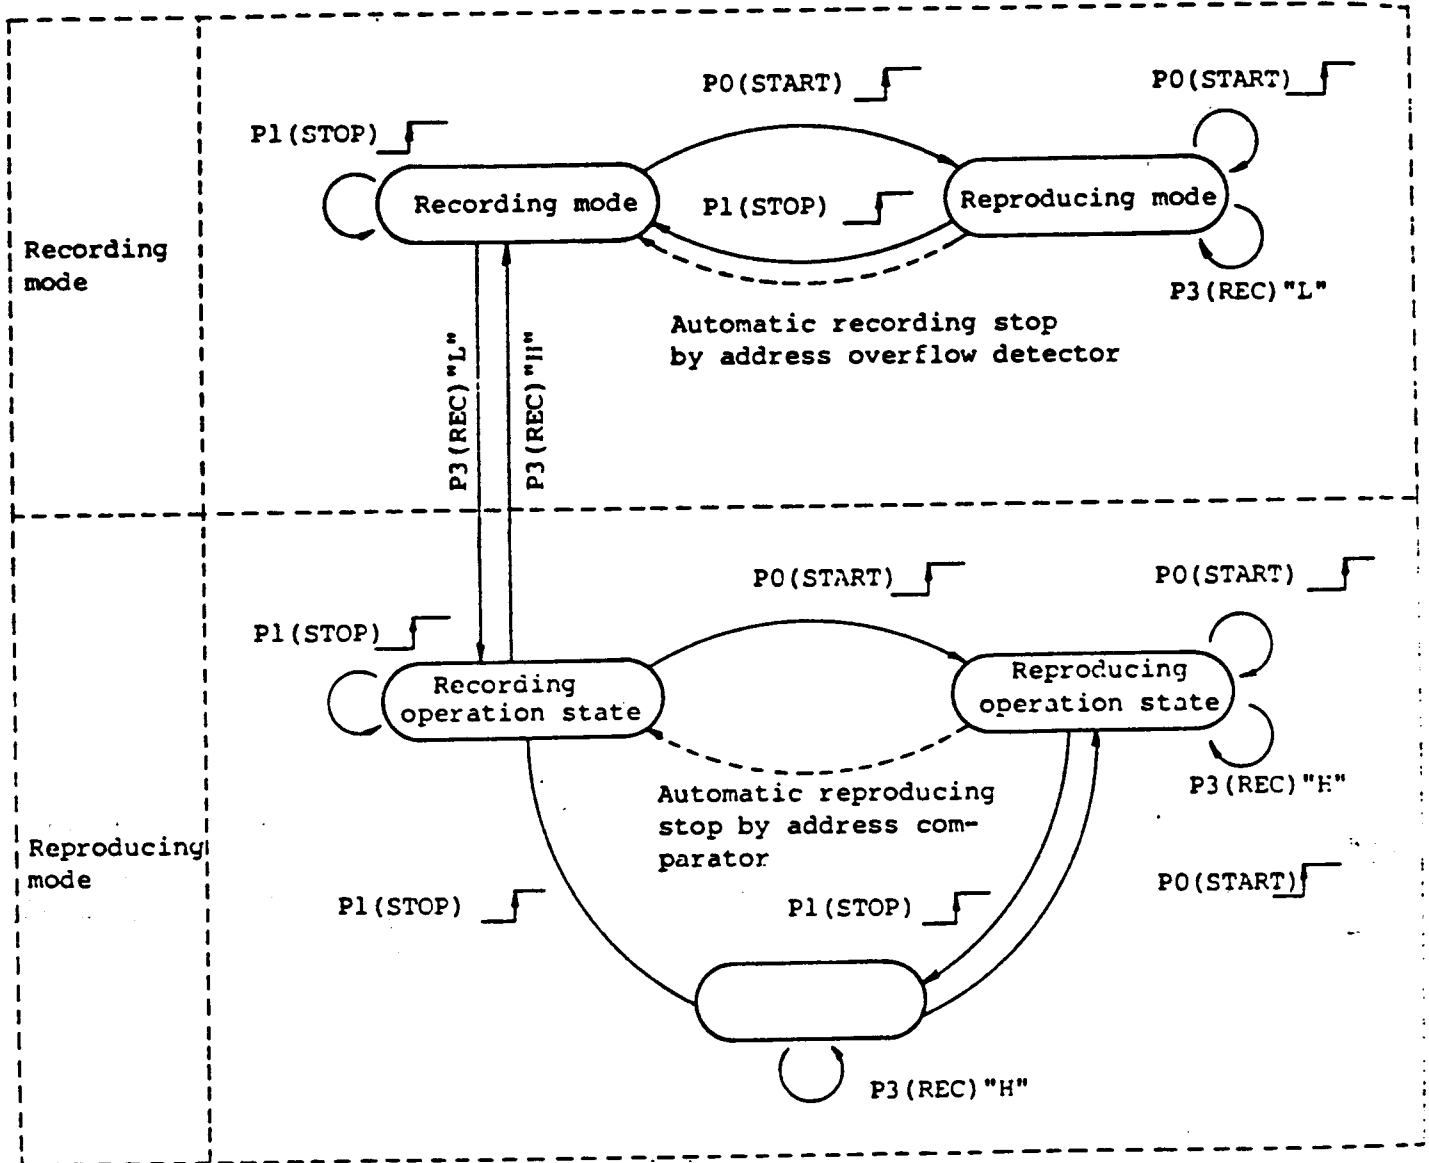 P0(START)
P0(START)
P1(STOP)
Recording mode
P1(STOP)
Reproducing mode
Recording
mode
P3(REC)"L"
Automatic recording stop
by address overflow detector
P3(REC)"L"
P3(REC)"H"
P0(START)
P0(START)
P1(STOP)
Recording
operation state
Reproducing
operation state
P3(REC)"H"
Automatic reproducing
stop by address com-
parator
Reproducing
mode
P1(STOP)
P1(STOP)
P0(START)
P3(REC)"H"